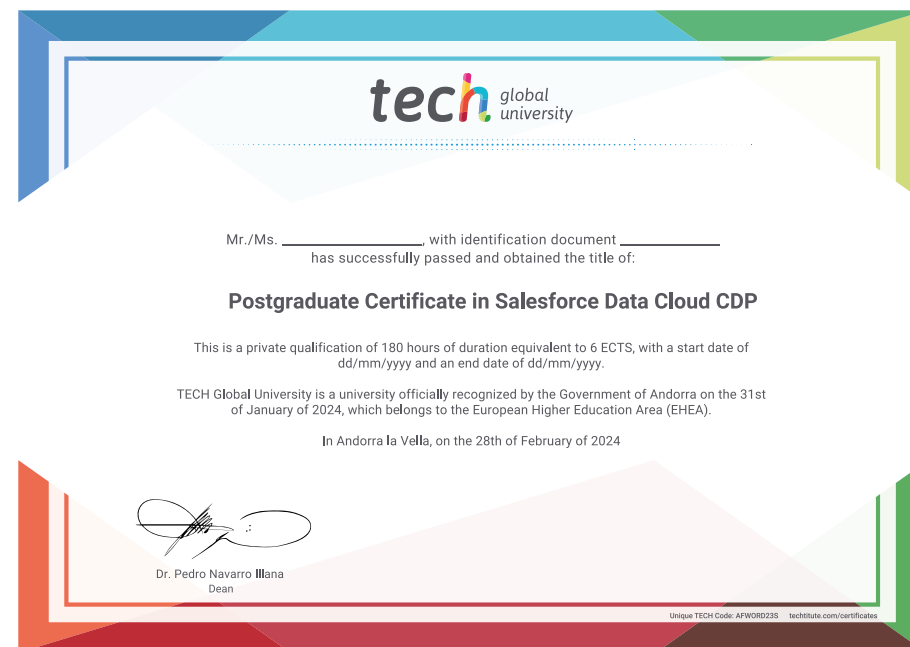 tech global university
Mr./Ms. ____________________, with identification document ______________
has successfully passed and obtained the title of:
Postgraduate Certificate in Salesforce Data Cloud CDP
This is a private qualification of 180 hours of duration equivalent to 6 ECTS, with a start date of
dd/mm/yyyy and an end date of dd/mm/yyyy.
TECH Global University is a university officially recognized by the Government of Andorra on the 31st
of January of 2024, which belongs to the European Higher Education Area (EHEA).
In Andorra la Vella, on the 28th of February of 2024
Dr. Pedro Navarro Illana
Dean
Unique TECH Code: AFWORD23S techtitute.com/certificates